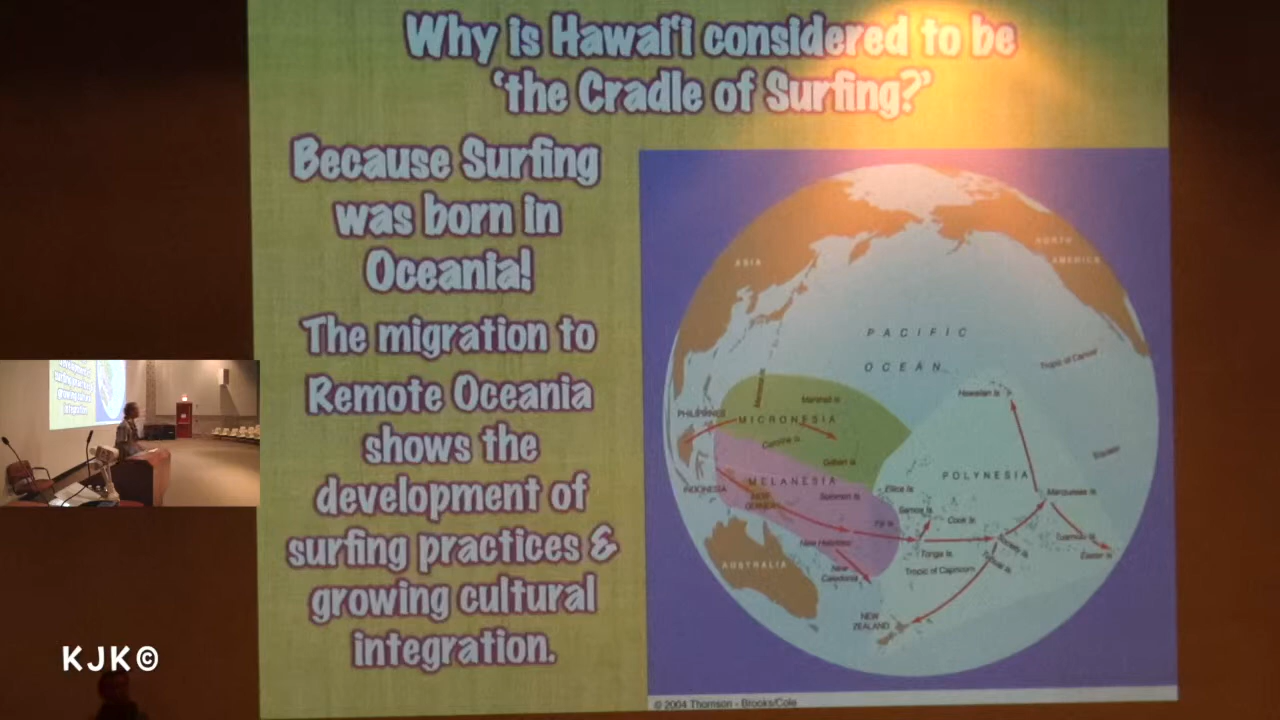 Why is Hawai'i considered to be
'the Cradle of Surfing?'
Because Surfing
was born in
Oceania!
The migration to
Remote Oceania
shows the
development of
surfing practices &
growing cultural
integration.
ASIA
NORTH
AMERICA
PACIFIC
OCEAN
Tropic of Cancer
Hawaiian Is
Marshall Is
PHILIPPINES
MICRONESIA
Caroline Is
Gilbert Is
Equator
POLYNESIA
MELANESIA
INDONESIA
NEW
GUINEA
Solomon Is
Ellice Is
Marquesas Is
Samoa Is
Cook Is
Fiji Is
New Hebrides
Tonga Is
Society Is
Tuamotu Is
Easter Is
AUSTRALIA
New
Caledonia
Tropic of Capricorn
NEW
ZEALAND
© 2004 Thomson - Brooks/Cole
KJK©